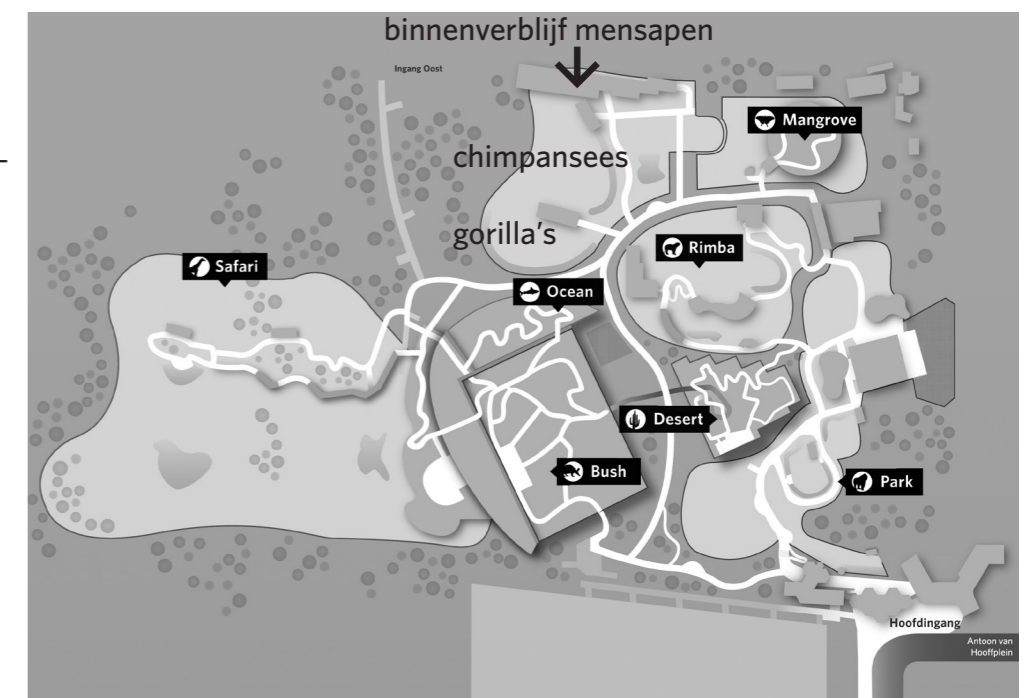 binnenverblijf mensapen
Ingang Oost
Mangrove
chimpansees
gorilla's
Rimba
Safari
Ocean
Desert
Bush
Park
Hoofdingang
Antoon van
Hooffplein